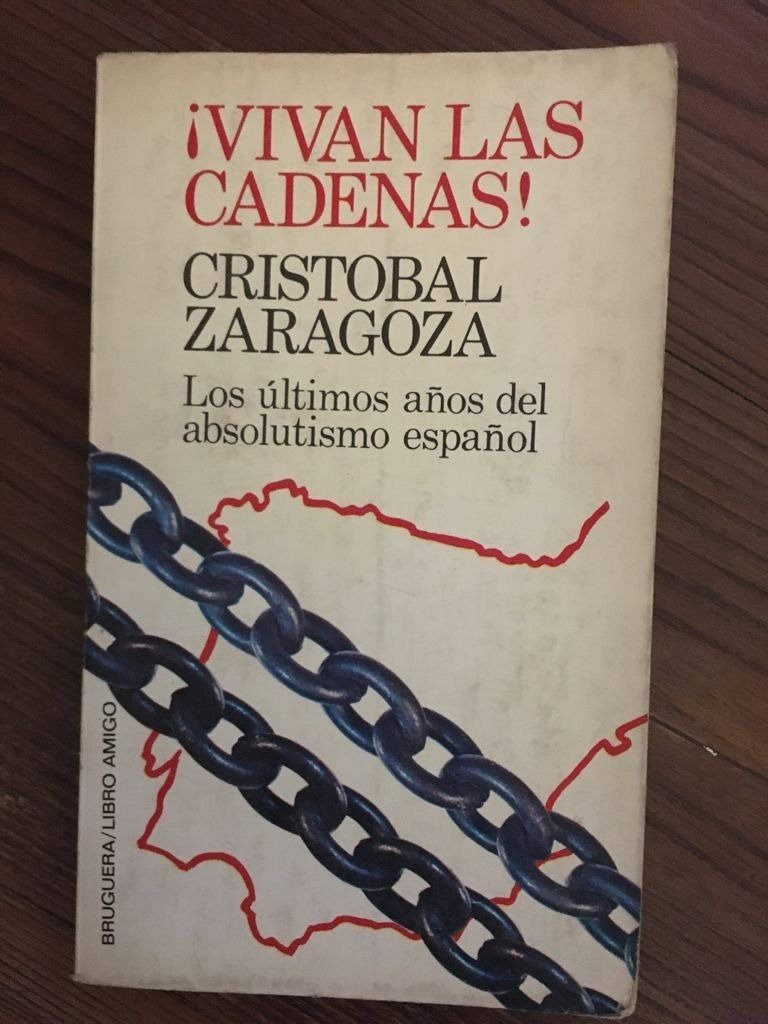 ¡VIVAN LAS
CADENAS!
CRISTOBAL
ZARAGOZA
Los últimos años del
absolutismo español
BRUGUERA/LIBRO AMIGO